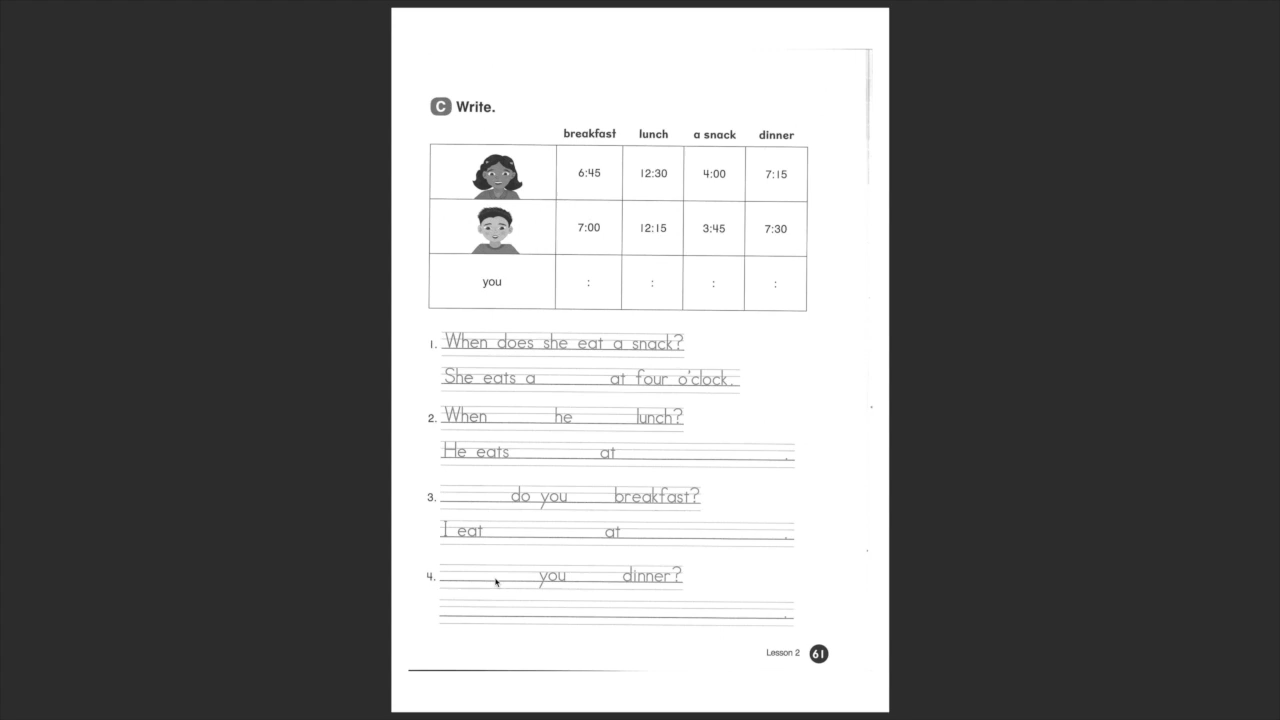 C Write.
breakfast lunch a snack dinner
6:45 12:30 4:00 7:15
7:00 12:15 3:45 7:30
you : : : :
1. When does she eat a snack?
She eats a at four o'clock.
2. When he lunch?
He eats at .
3. do you breakfast?
I eat at .
4. you dinner?
.
Lesson 2 61